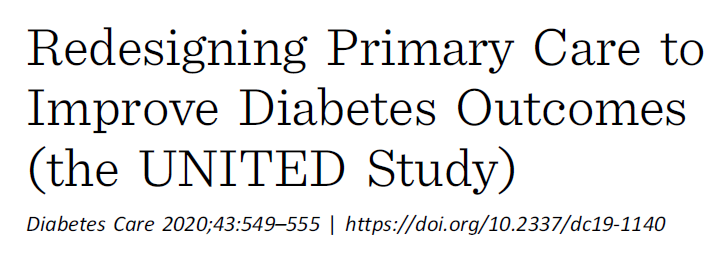 Redesigning Primary Care to
Improve Diabetes Outcomes
(the UNITED Study)
Diabetes Care 2020;43:549–555 | https://doi.org/10.2337/dc19-1140